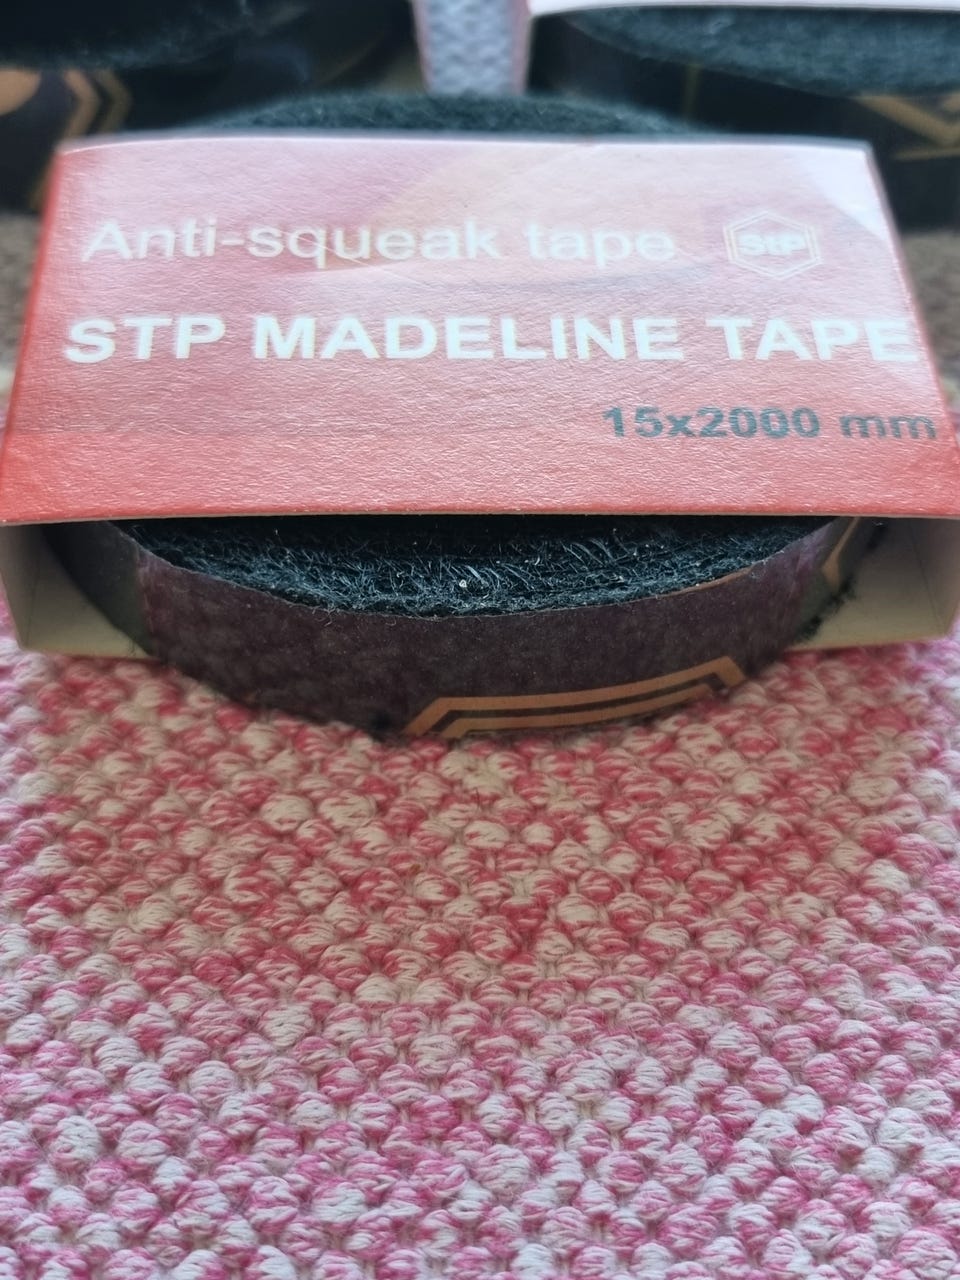 Anti-squeak tape StP
STP MADELINE TAPE
15x2000 mm